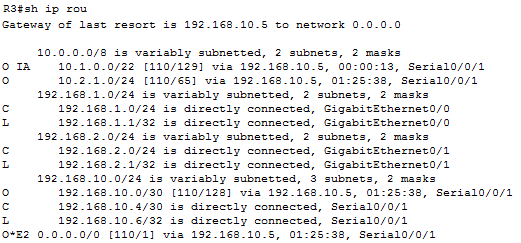 R3#sh ip rou
Gateway of last resort is 192.168.10.5 to network 0.0.0.0
10.0.0.0/8 is variably subnetted, 2 subnets, 2 masks
O IA 10.1.0.0/22 [110/129] via 192.168.10.5, 00:00:13, Serial0/0/1
O 10.2.1.0/24 [110/65] via 192.168.10.5, 01:25:38, Serial0/0/1
192.168.1.0/24 is variably subnetted, 2 subnets, 2 masks
C 192.168.1.0/24 is directly connected, GigabitEthernet0/0
L 192.168.1.1/32 is directly connected, GigabitEthernet0/0
192.168.2.0/24 is variably subnetted, 2 subnets, 2 masks
C 192.168.2.0/24 is directly connected, GigabitEthernet0/1
L 192.168.2.1/32 is directly connected, GigabitEthernet0/1
192.168.10.0/24 is variably subnetted, 3 subnets, 2 masks
O 192.168.10.0/30 [110/128] via 192.168.10.5, 01:25:38, Serial0/0/1
C 192.168.10.4/30 is directly connected, Serial0/0/1
L 192.168.10.6/32 is directly connected, Serial0/0/1
O*E2 0.0.0.0/0 [110/1] via 192.168.10.5, 01:25:38, Serial0/0/1